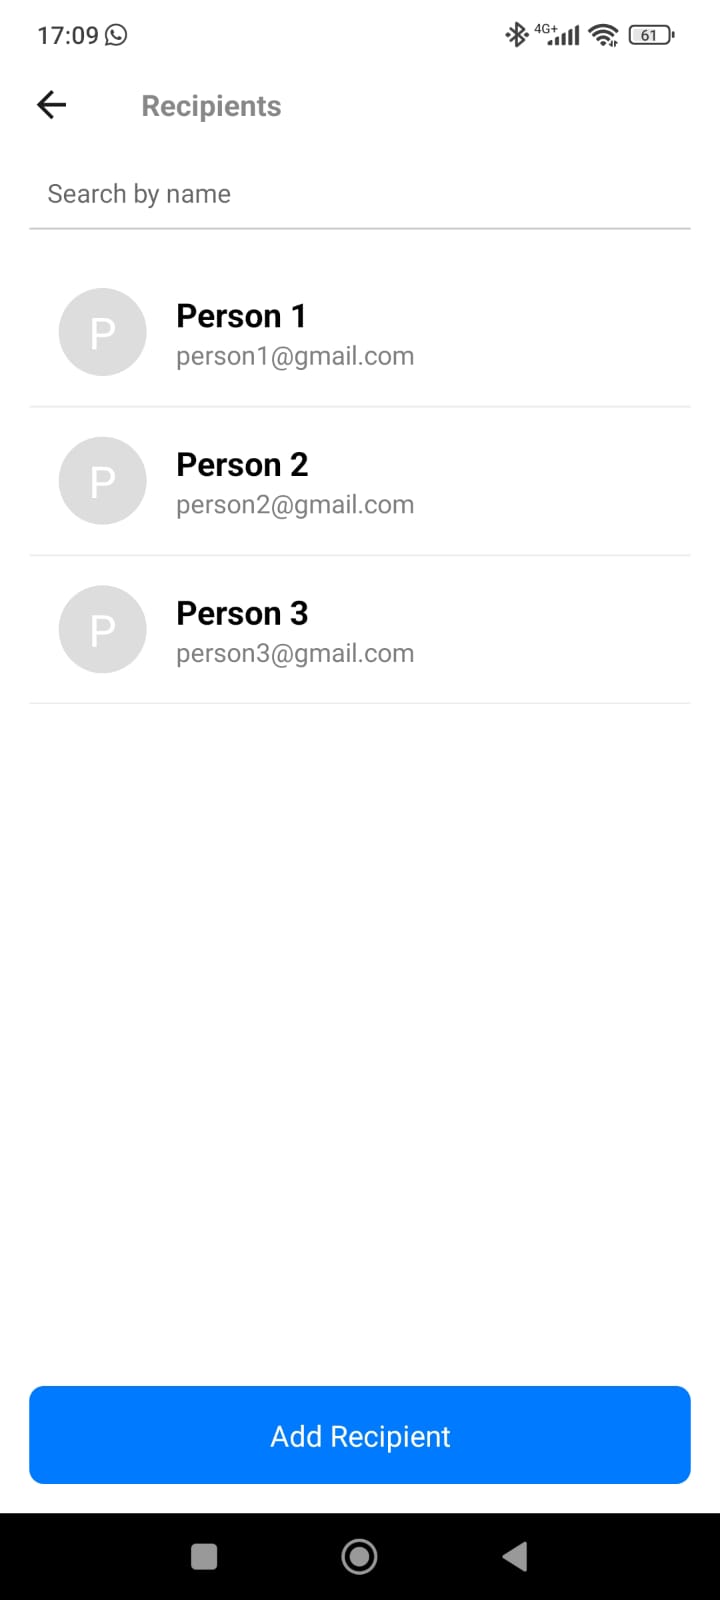 17:09
4G+
61
Recipients
Search by name
P
Person 1
person1@gmail.com
P
Person 2
person2@gmail.com
P
Person 3
person3@gmail.com
Add Recipient